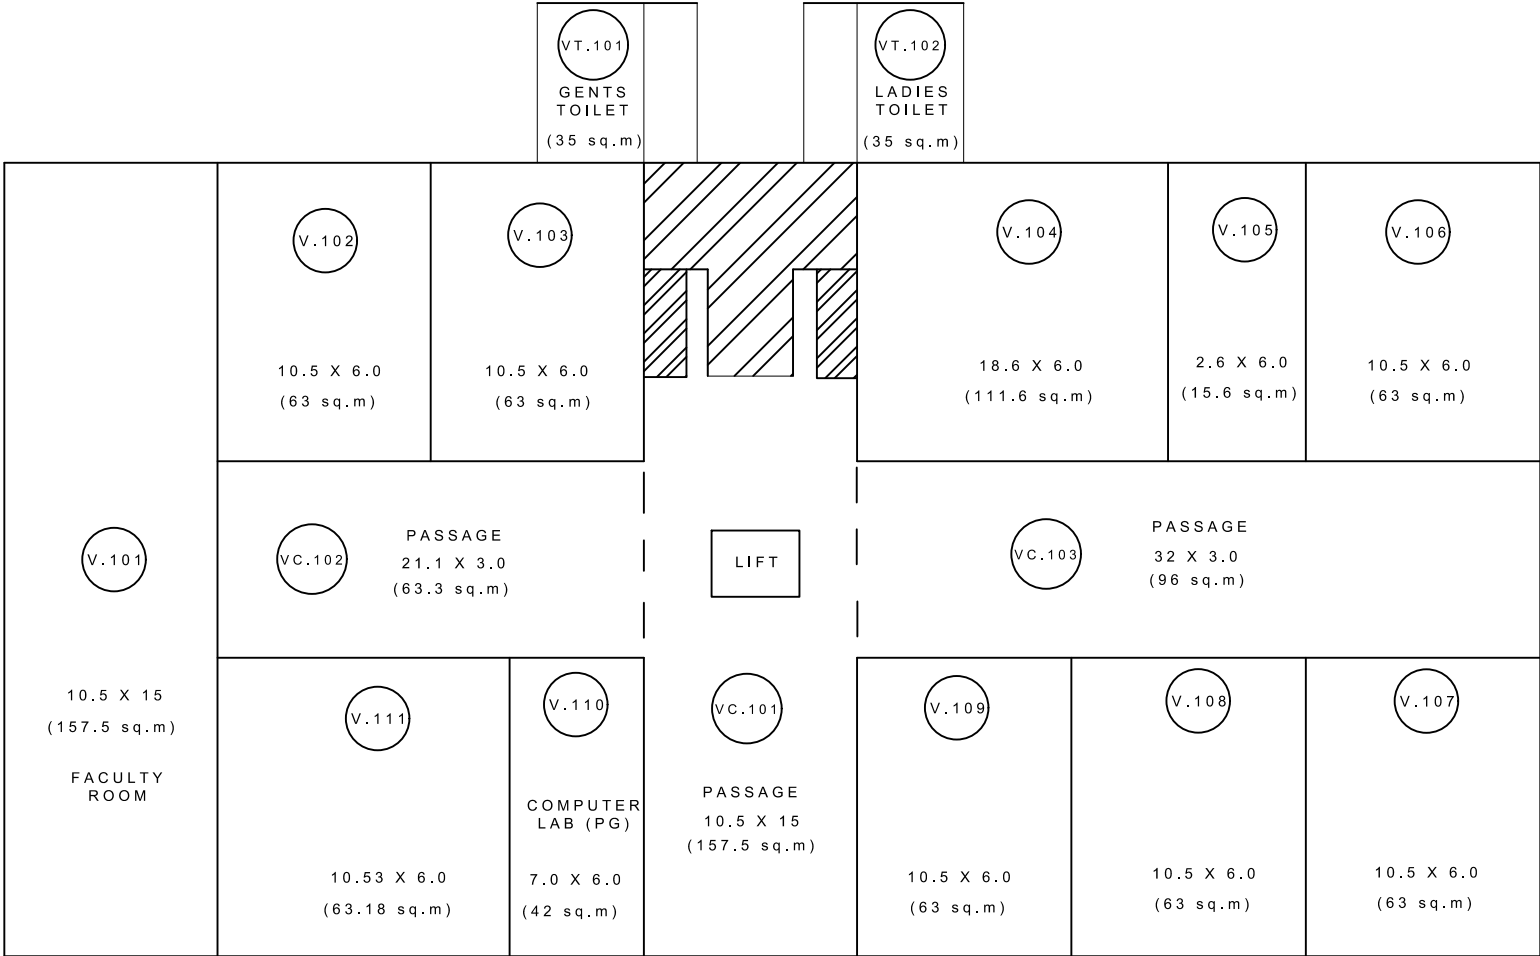 VT.101
GENTS
TOILET
(35 sq.m)
VT.102
LADIES
TOILET
(35 sq.m)
V.102
10.5 X 6.0
(63 sq.m)
V.103
10.5 X 6.0
(63 sq.m)
V.104
18.6 X 6.0
(111.6 sq.m)
V.105
2.6 X 6.0
(15.6 sq.m)
V.106
10.5 X 6.0
(63 sq.m)
V.101
10.5 X 15
(157.5 sq.m)
FACULTY
ROOM
VC.102
PASSAGE
21.1 X 3.0
(63.3 sq.m)
LIFT
VC.103
PASSAGE
32 X 3.0
(96 sq.m)
V.111
10.53 X 6.0
(63.18 sq.m)
V.110
COMPUTER
LAB (PG)
7.0 X 6.0
(42 sq.m)
VC.101
PASSAGE
10.5 X 15
(157.5 sq.m)
V.109
10.5 X 6.0
(63 sq.m)
V.108
10.5 X 6.0
(63 sq.m)
V.107
10.5 X 6.0
(63 sq.m)